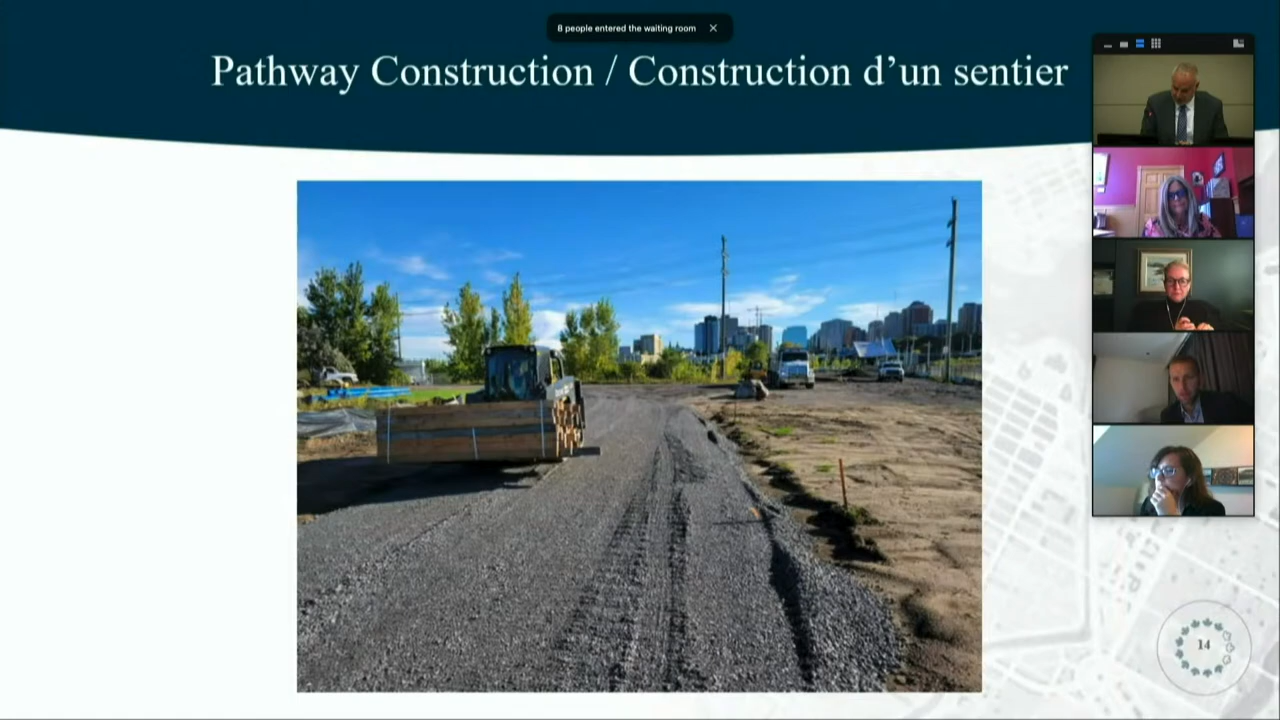 8 people entered the waiting room
Pathway Construction / Construction d'un sentier
14